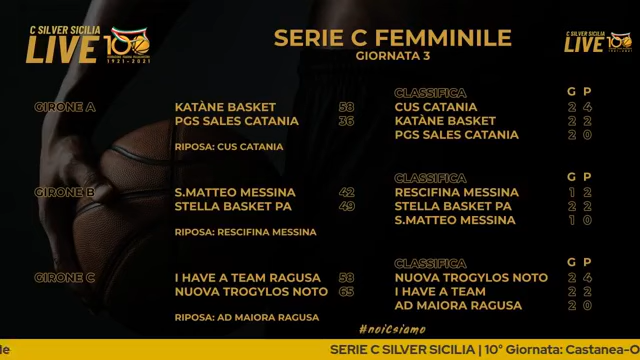 C SILVER SICILIA
LIVE 100
1921-2021
SERIE C FEMMINILE
GIORNATA 3
C SILVER SICILIA
LIVE 100
GIRONE A
KATÀNE BASKET 58
PGS SALES CATANIA 36
RIPOSA: CUS CATANIA
CLASSIFICA G P
CUS CATANIA 2 4
KATÀNE BASKET 2 2
PGS SALES CATANIA 2 0
GIRONE B
S.MATTEO MESSINA 42
STELLA BASKET PA 49
RIPOSA: RESCIFINA MESSINA
CLASSIFICA G P
RESCIFINA MESSINA 1 2
STELLA BASKET PA 2 2
S.MATTEO MESSINA 1 0
GIRONE C
I HAVE A TEAM RAGUSA 58
NUOVA TROGYLOS NOTO 65
RIPOSA: AD MAIORA RAGUSA
CLASSIFICA G P
NUOVA TROGYLOS NOTO 2 4
I HAVE A TEAM 2 2
AD MAIORA RAGUSA 2 0
#noiCsiamo
le SERIE C SILVER SICILIA | 10° Giornata: Castanea-O